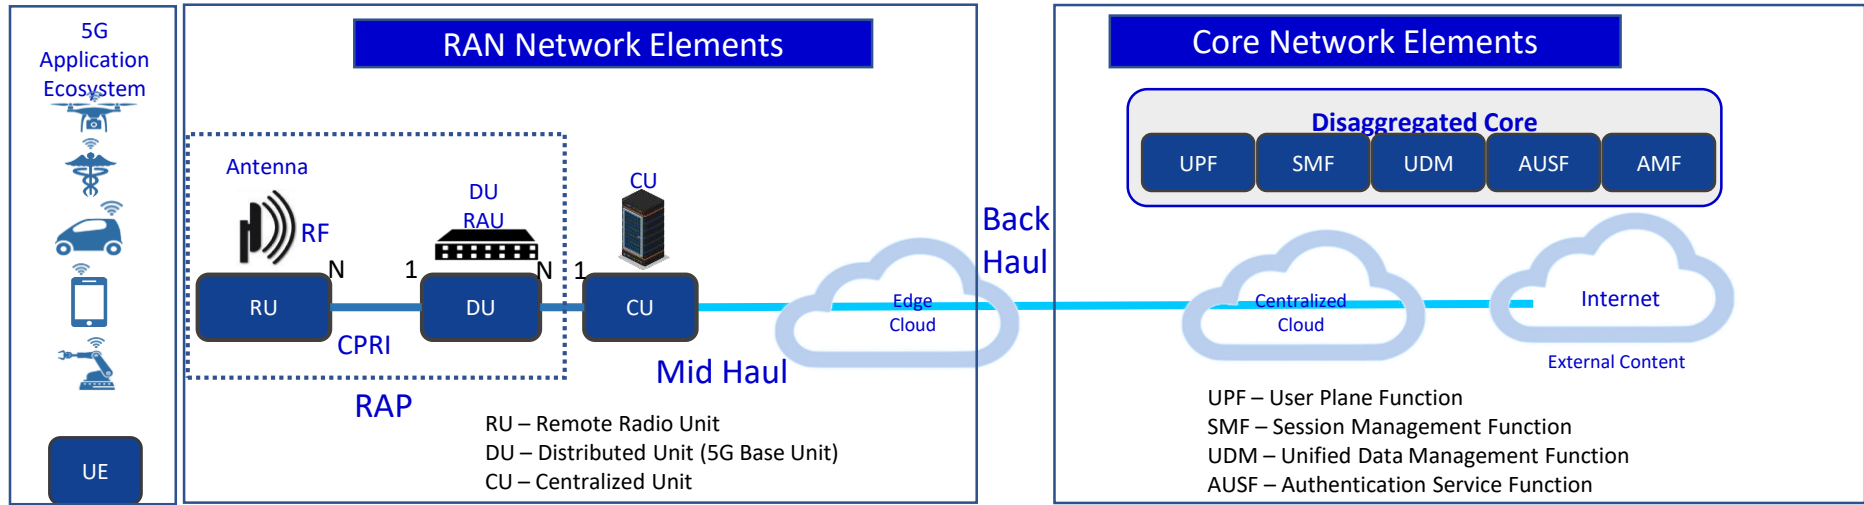 5G
Application
Ecosystem
UE
RAN Network Elements
Antenna
RF
DU
RAU
CU
N
1
N
1
RU
DU
CU
CPRI
RAP
Mid Haul
Edge
Cloud
RU – Remote Radio Unit
DU – Distributed Unit (5G Base Unit)
CU – Centralized Unit
Back
Haul
Core Network Elements
Disaggregated Core
UPF
SMF
UDM
AUSF
AMF
Centralized
Cloud
Internet
External Content
UPF – User Plane Function
SMF – Session Management Function
UDM – Unified Data Management Function
AUSF – Authentication Service Function